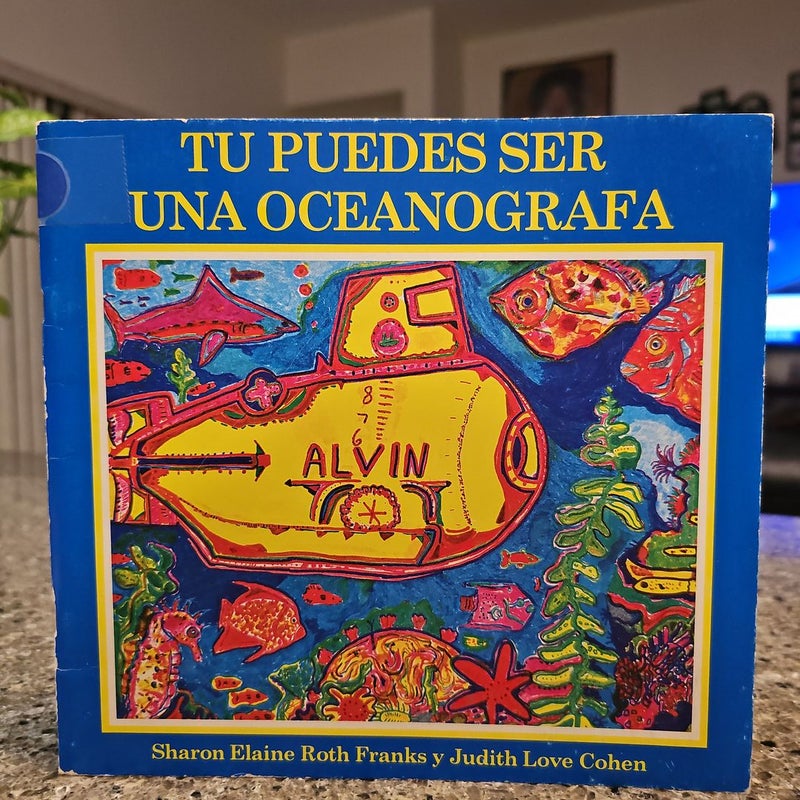 TU PUEDES SER
UNA OCEANOGRAFA
8
7
6
ALVIN
Sharon Elaine Roth Franks y Judith Love Cohen